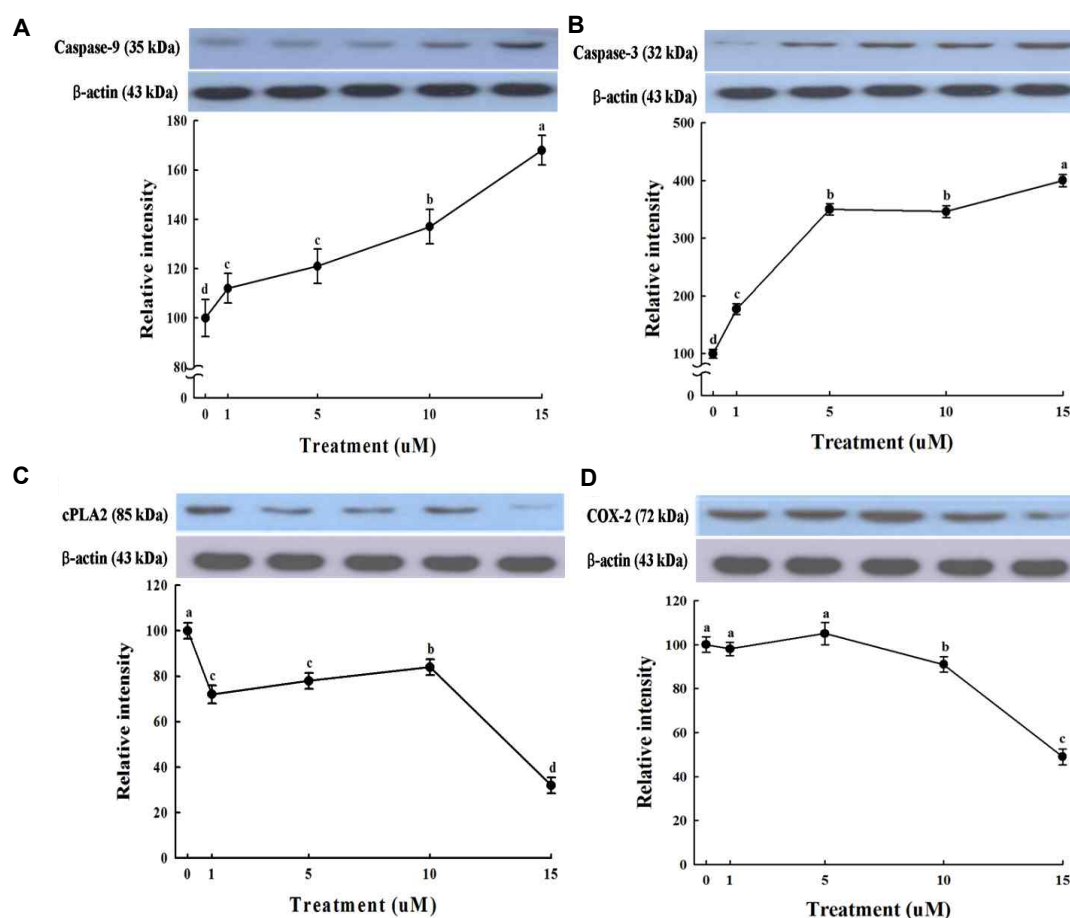 A
Caspase-9 (35 kDa)
β-actin (43 kDa)
180
160
140
120
100
80
0
Relative intensity
d
c
c
b
a
0 1 5 10 15
Treatment (uM)
B
Caspase-3 (32 kDa)
β-actin (43 kDa)
500
400
300
200
100
0
Relative intensity
d
c
b
b
a
0 1 5 10 15
Treatment (uM)
C
cPLA2 (85 kDa)
β-actin (43 kDa)
120
100
80
60
40
20
0
Relative intensity
a
c
c
b
d
0 1 5 10 15
Treatment (uM)
D
COX-2 (72 kDa)
β-actin (43 kDa)
120
100
80
60
40
20
0
Relative intensity
a
a
a
b
c
0 1 5 10 15
Treatment (uM)